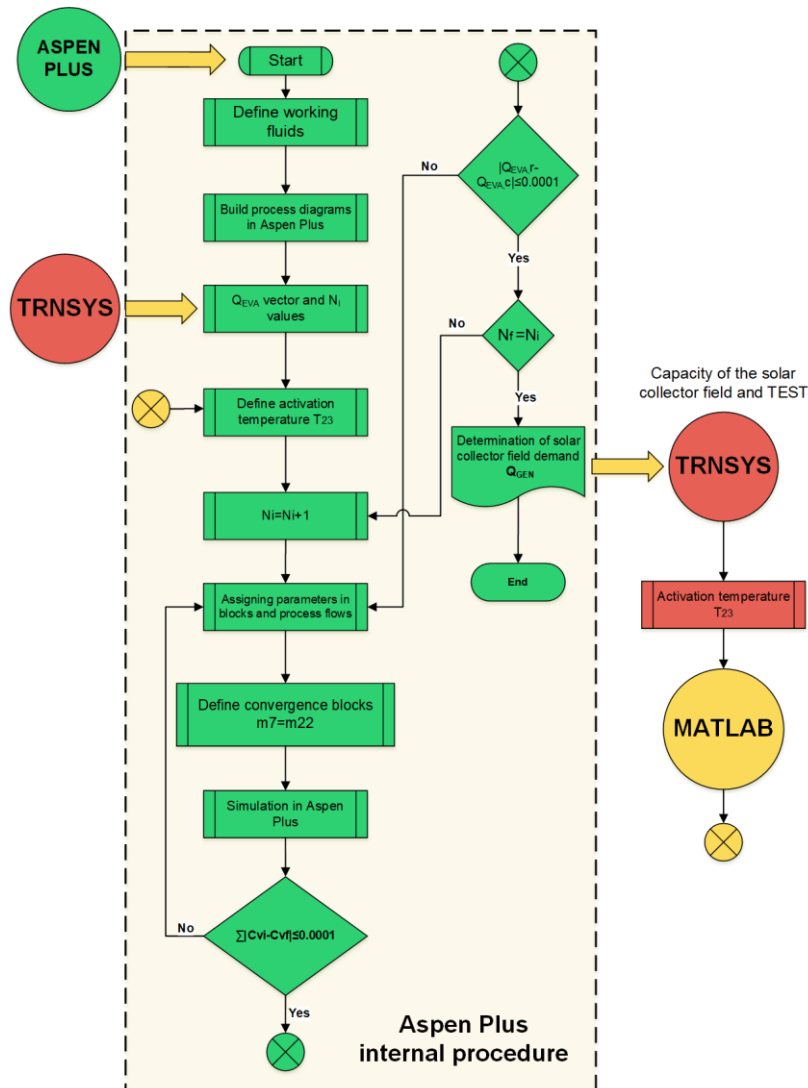 ASPEN
PLUS
Start
Define working
fluids
Build process diagrams
in Aspen Plus
TRNSYS
QEVA vector and Ni
values
Define activation
temperature T23
Ni=Ni+1
Assigning parameters in
blocks and process flows
Define convergence blocks
m7=m22
Simulation in Aspen
Plus
∑|Cvi-Cvf|≤0.0001
No
Yes
|QEVA,r-
QEVA,c|≤0.0001
No
Yes
Nf=Ni
No
Yes
Determination of solar
collector field demand
QGEN
End
Aspen Plus
internal procedure
Capacity of the solar
collector field and TEST
TRNSYS
Activation temperature
T23
MATLAB